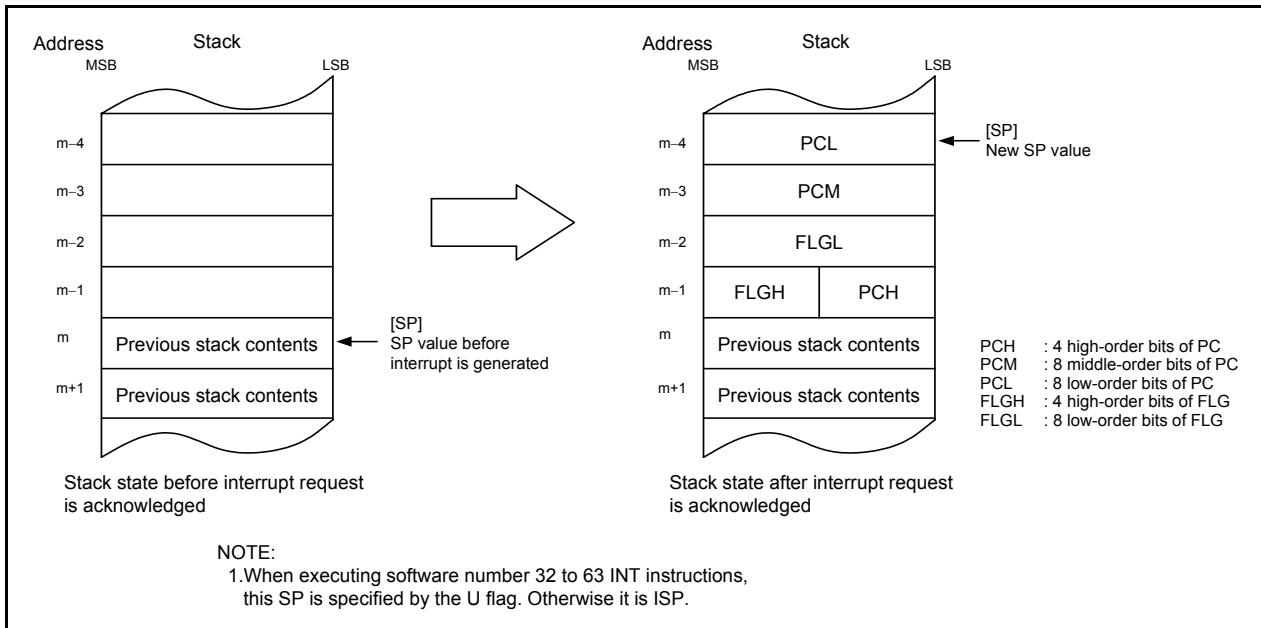 Address
Stack
MSB
LSB
m−4
m−3
m−2
m−1
m
Previous stack contents
m+1
Previous stack contents
[SP]
SP value before
interrupt is generated
Stack state before interrupt request
is acknowledged
Address
Stack
MSB
LSB
m−4
PCL
m−3
PCM
m−2
FLGL
m−1
FLGH
PCH
m
Previous stack contents
m+1
Previous stack contents
[SP]
New SP value
PCH : 4 high-order bits of PC
PCM : 8 middle-order bits of PC
PCL : 8 low-order bits of PC
FLGH : 4 high-order bits of FLG
FLGL : 8 low-order bits of FLG
Stack state after interrupt request
is acknowledged
NOTE:
1.When executing software number 32 to 63 INT instructions,
this SP is specified by the U flag. Otherwise it is ISP.